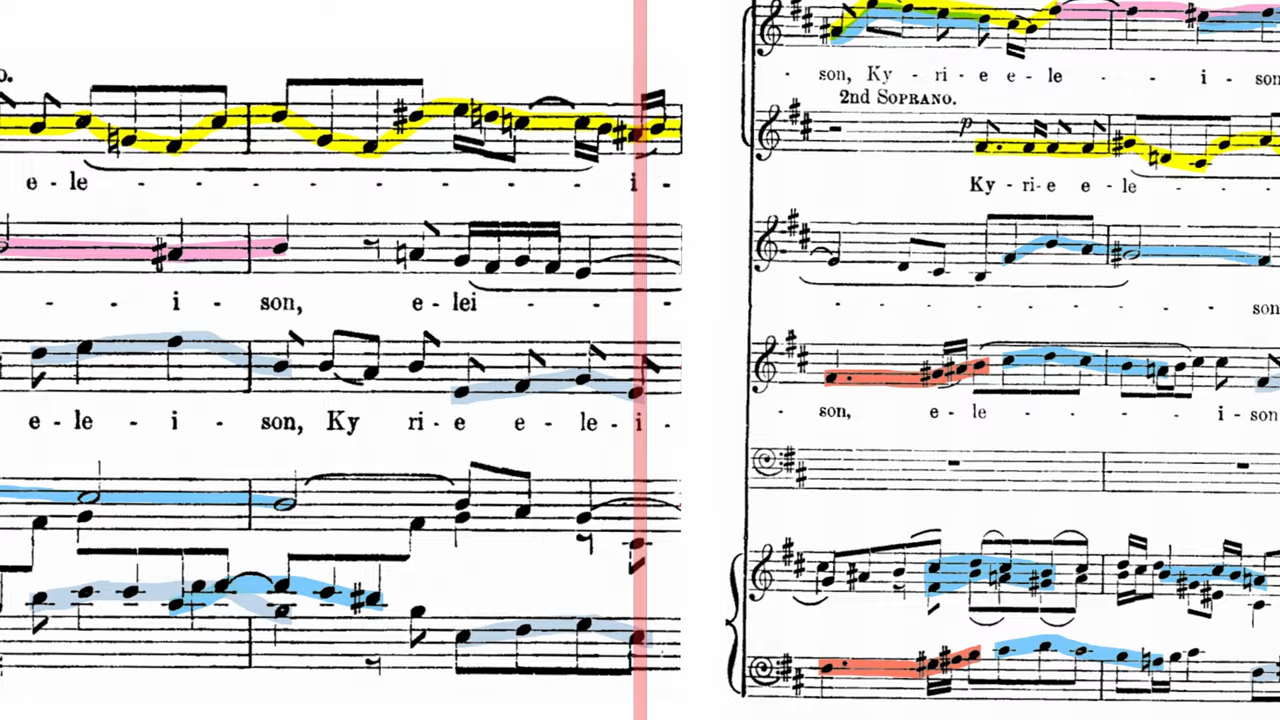 o.
e - le - - - - - - - - - i -
- - i - son, e - lei - - -
e - le - i - son, Ky ri - e e - le - i -
- son, Ky - ri - e e - le - - - i - son
2nd Soprano.
p
Ky - ri - e e - le - - -
- - - - - - - - - - son
- son, e - le - - - - i - son